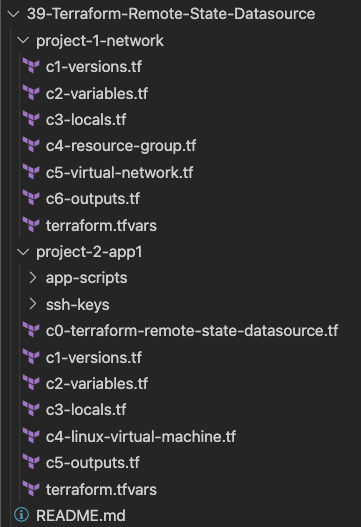 39-Terraform-Remote-State-Datasource
project-1-network
c1-versions.tf
c2-variables.tf
c3-locals.tf
c4-resource-group.tf
c5-virtual-network.tf
c6-outputs.tf
terraform.tfvars
project-2-app1
app-scripts
ssh-keys
c0-terraform-remote-state-datasource.tf
c1-versions.tf
c2-variables.tf
c3-locals.tf
c4-linux-virtual-machine.tf
c5-outputs.tf
terraform.tfvars
README.md